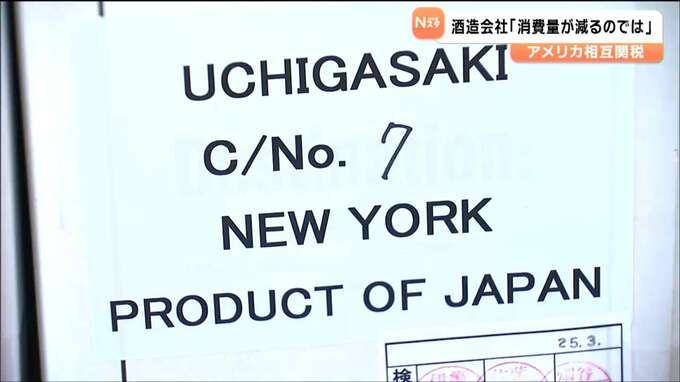 Nスタ
酒造会社「消費量が減るのでは」
アメリカ相互関税
UCHIGASAKI
C/No. 7
NEW YORK
PRODUCT OF JAPAN
25.3.
検